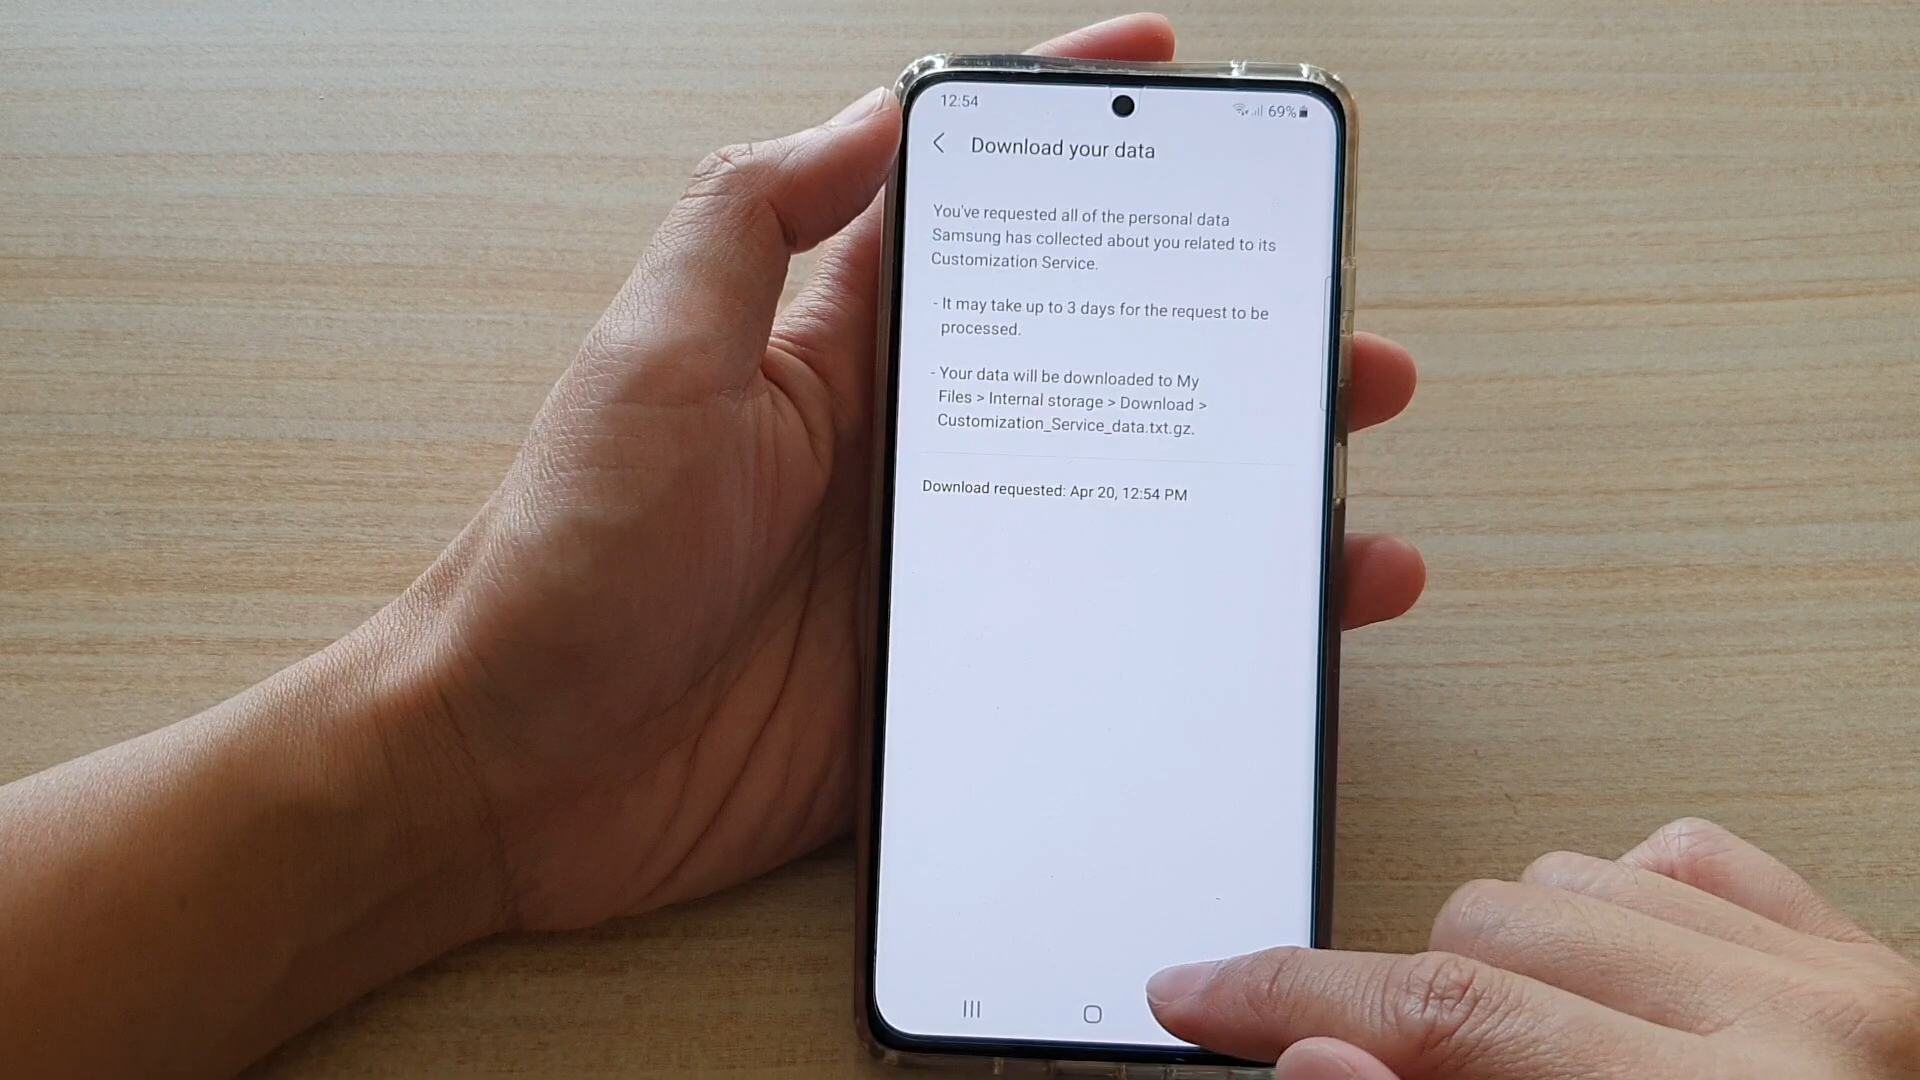 12:54
69%
Download your data
You've requested all of the personal data
Samsung has collected about you related to its
Customization Service.
- It may take up to 3 days for the request to be
processed.
- Your data will be downloaded to My
Files > Internal storage > Download >
Customization_Service_data.txt.gz.
Download requested: Apr 20, 12:54 PM